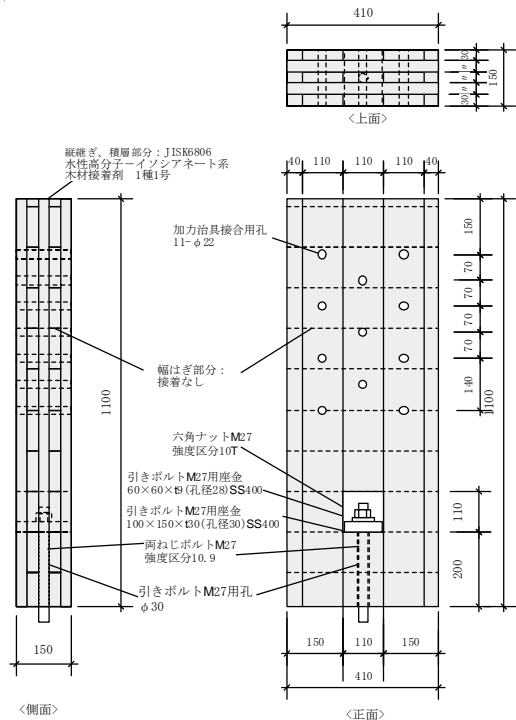 410
30
〃
〃
〃
30
150
〈上面〉
縦継ぎ、積層部分：JISK6806
水性高分子－イソシアネート系
木材接着剤　1種1号
40 110 110 110 40
加力治具接合用孔
11-φ22
150
70
70
70
70
140
1100
1100
幅はぎ部分：
接着なし
六角ナットM27
強度区分10T
引きボルトM27用座金
60×60×t9(孔径28)SS400
引きボルトM27用座金
100×150×t30(孔径30)SS400
両ねじボルトM27
強度区分10.9
引きボルトM27用孔
φ30
110
200
150
150 110 150
410
〈側面〉
〈正面〉